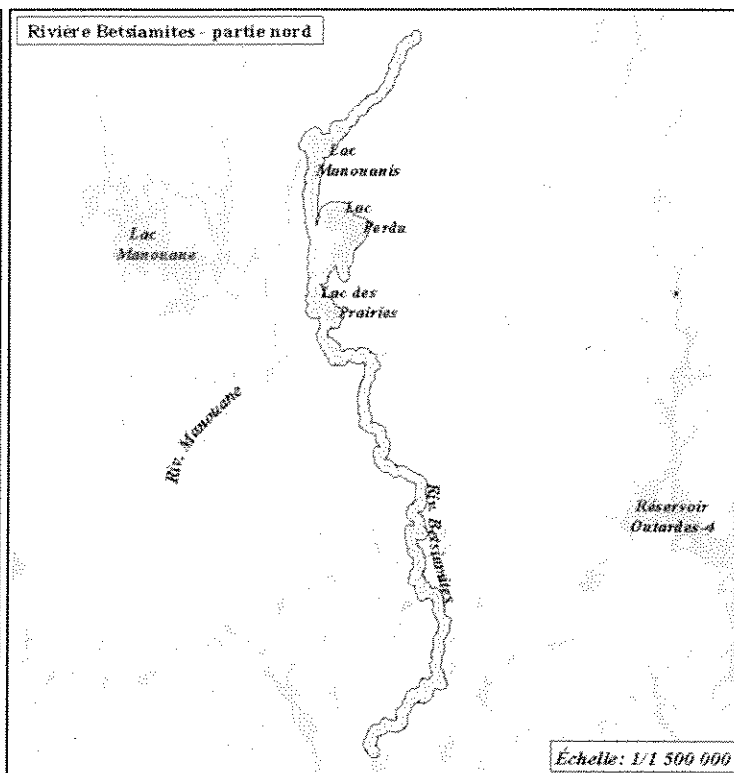 Rivière Betsiamites - partie nord
Lac
Manouanis
Lac
Perdu
Lac
Manouane
Lac des
Prairies
Riv. Manouane
Riv. Betsiamites
Réservoir
Outardes-4
Échelle: 1/1 500 000